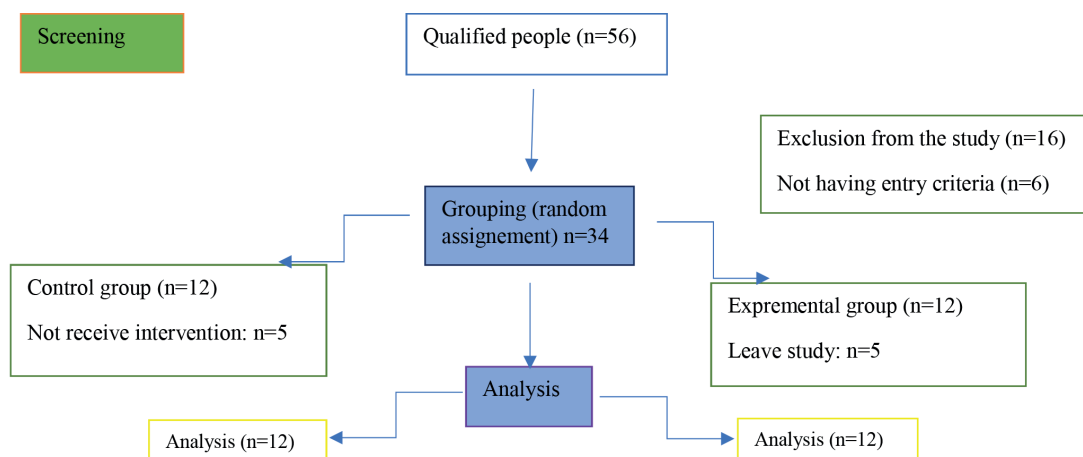 Screening
Qualified people (n=56)
Exclusion from the study (n=16)
Not having entry criteria (n=6)
Grouping (random
assignement) n=34
Control group (n=12)
Not receive intervention: n=5
Expremental group (n=12)
Leave study: n=5
Analysis
Analysis (n=12)
Analysis (n=12)